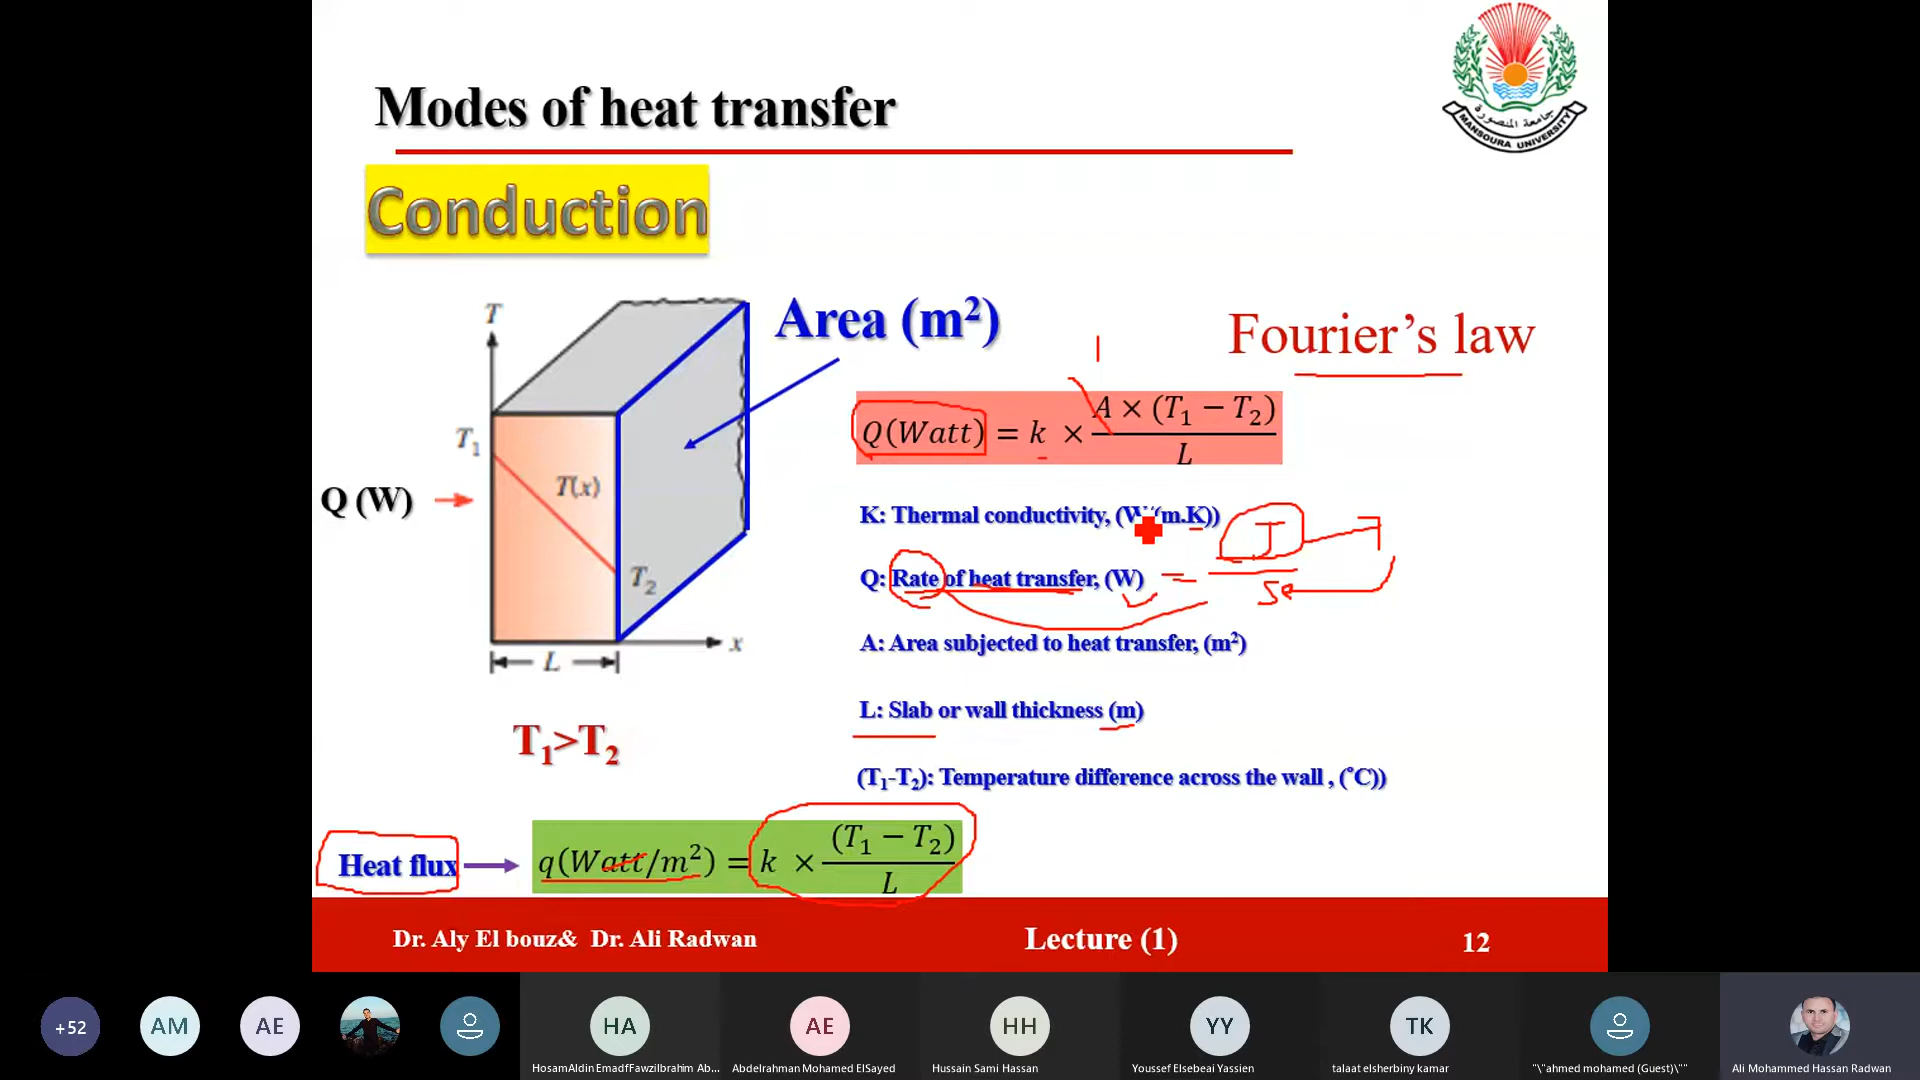 Modes of heat transfer
جامعة المنصورة
MANSOURA UNIVERSITY
Conduction
Area (m²)
Fourier's law
T
T₁
T(x)
Q (W)
T₂
x
L
T₁>T₂
Q(Watt) = k × A × (T₁ − T₂) / L
K: Thermal conductivity, (W/(m.K))
J
Q: Rate of heat transfer, (W) =
A: Area subjected to heat transfer, (m²)
L: Slab or wall thickness (m)
(T₁-T₂): Temperature difference across the wall , (°C))
Heat flux
q(Watt/m²) = k × (T₁ − T₂) / L
Dr. Aly El bouz& Dr. Ali Radwan
Lecture (1)
12
+52
AM
AE
HA
AE
HH
YY
TK
HosamAldin EmadfFawziIbrahim Ab...
Abdelrahman Mohamed ElSayed
Hussain Sami Hassan
Youssef Elsebeai Yassien
talaat elsherbiny kamar
"\"ahmed mohamed (Guest)\""
Ali Mohammed Hassan Radwan